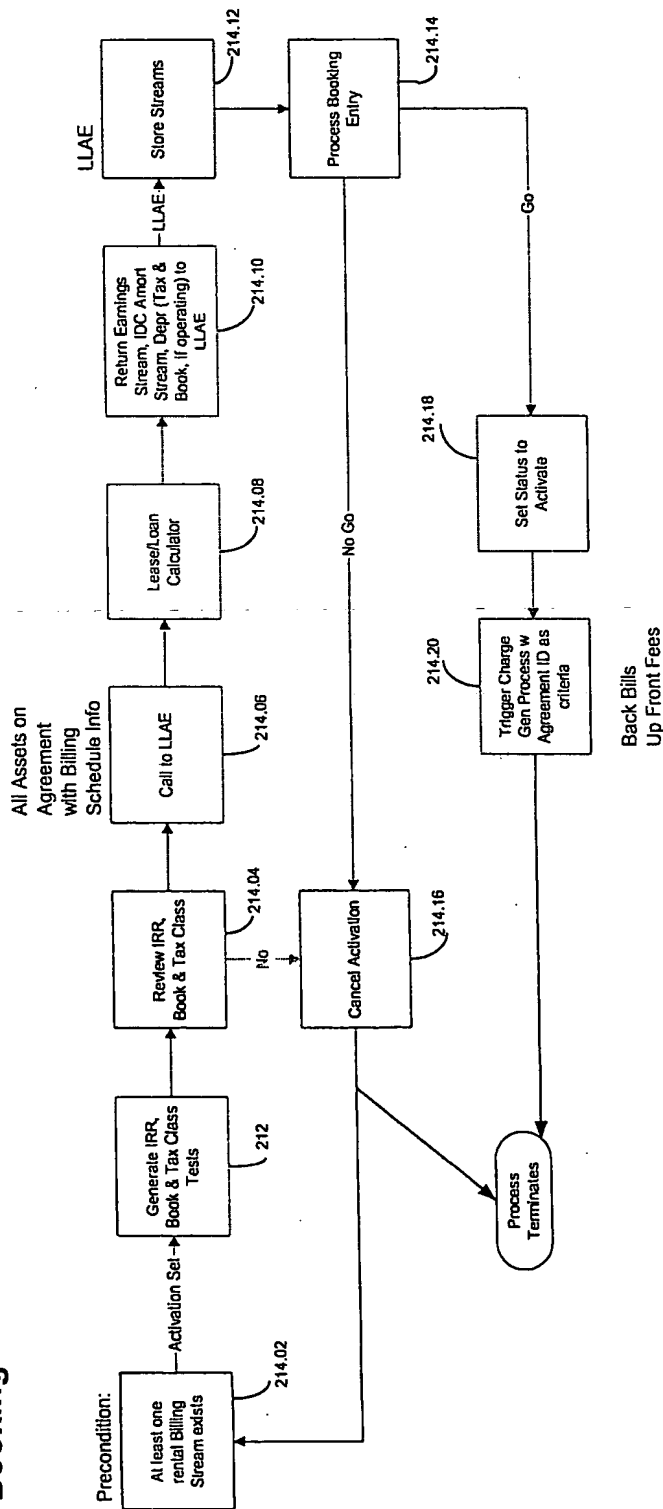 Precondition:
At least one
rental Billing
Stream exists
214.02
Activation Set
Generate IRR,
Book & Tax Class
Tests
212
Review IRR,
Book & Tax Class
214.04
No
All Assets on
Agreement
with Billing
Schedule Info
Call to LLAE
214.06
Lease/Loan
Calculator
214.08
Return Earnings
Stream, IDC Amort
Stream, Depr (Tax &
Book, if operating) to
LLAE
214.10
LLAE
LLAE
Store Streams
214.12
Process Booking
Entry
214.14
No Go
Go
Cancel Activation
214.16
Set Status to
Activate
214.18
Trigger Charge
Gen Process w
Agreement ID as
criteria
214.20
Back Bills
Up Front Fees
Process
Terminates